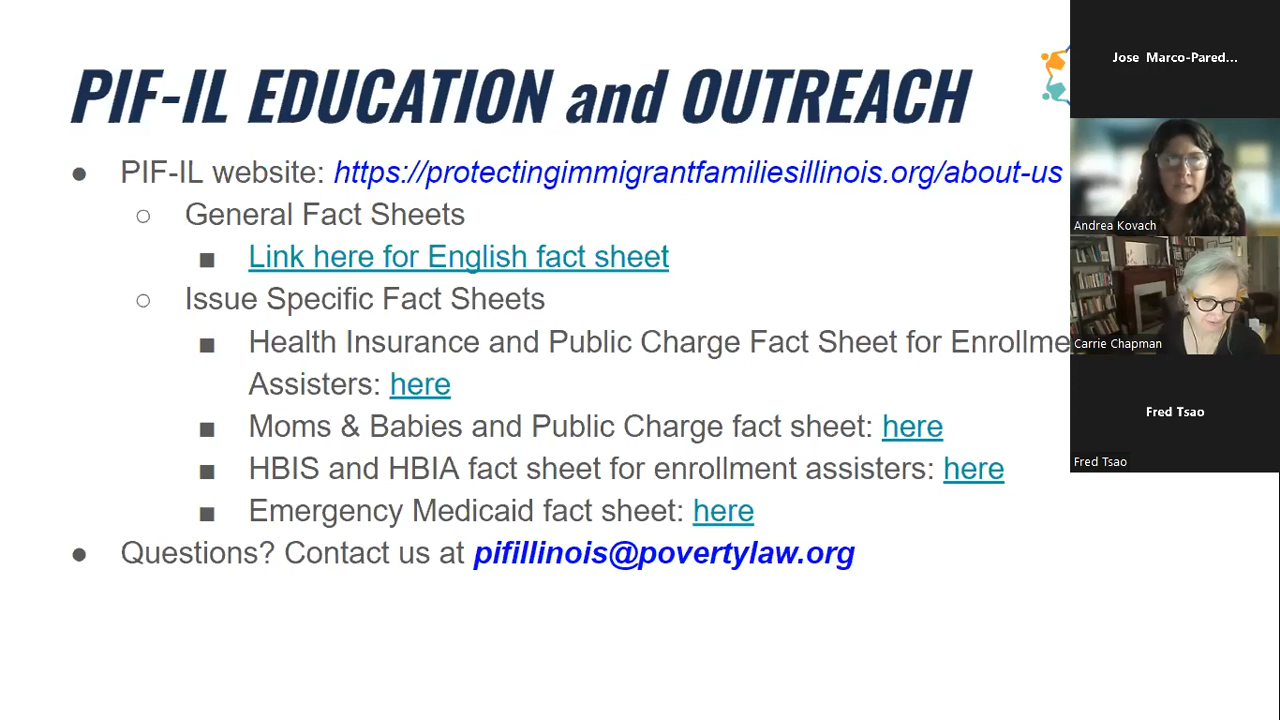 PIF-IL EDUCATION and OUTREACH
● PIF-IL website: https://protectingimmigrantfamiliesillinois.org/about-us
○ General Fact Sheets
■ Link here for English fact sheet
○ Issue Specific Fact Sheets
■ Health Insurance and Public Charge Fact Sheet for Enrollme
Assisters: here
■ Moms & Babies and Public Charge fact sheet: here
■ HBIS and HBIA fact sheet for enrollment assisters: here
■ Emergency Medicaid fact sheet: here
● Questions? Contact us at pifillinois@povertylaw.org
Jose Marco-Pared...
Andrea Kovach
Carrie Chapman
Fred Tsao
Fred Tsao